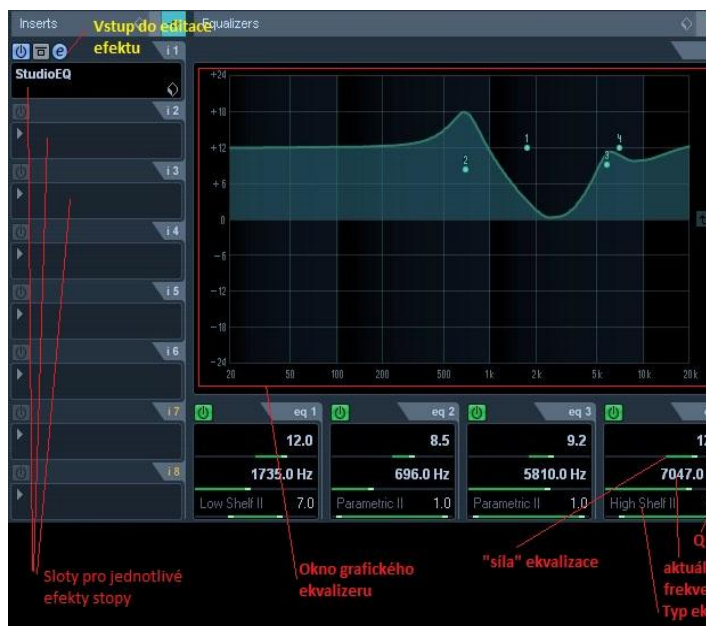 Inserts
Vstup do editace
efektu
Equalizers
e
i 1
StudioEQ
i 2
i 3
i 4
i 5
i 6
i 7
i 8
+24
+18
+12
+6
0
-6
-12
-18
-24
20 50 100 200 500 1k 2k 5k 10k 20k
1
2
3
4
eq 1 eq 2 eq 3
12.0 8.5 9.2
1735.0 Hz 696.0 Hz 5810.0 Hz 7047.0
Low Shelf II 7.0 Parametric II 1.0 Parametric II 1.0 High Shelf II
Sloty pro jednotlivé
efekty stopy
Okno grafického
ekvalizeru
"síla" ekvalizace
Q
Typ